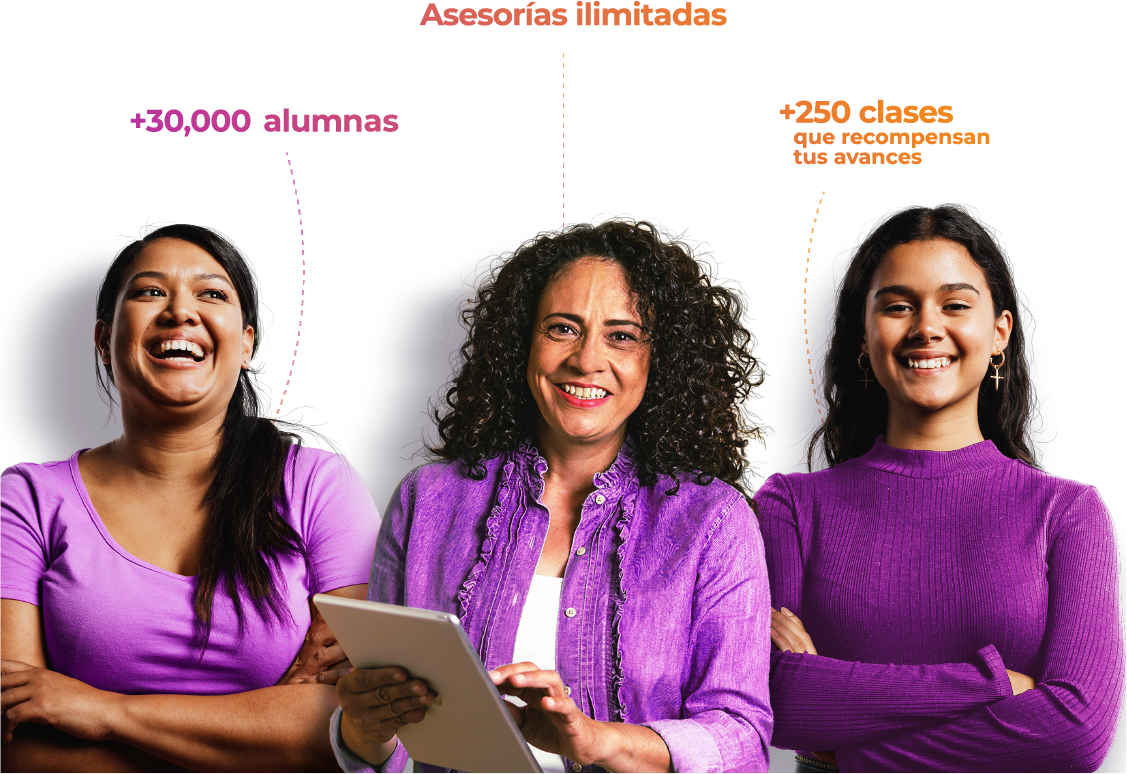 Asesorías ilimitadas
+30,000 alumnas
+250 clases
que recompensan
tus avances